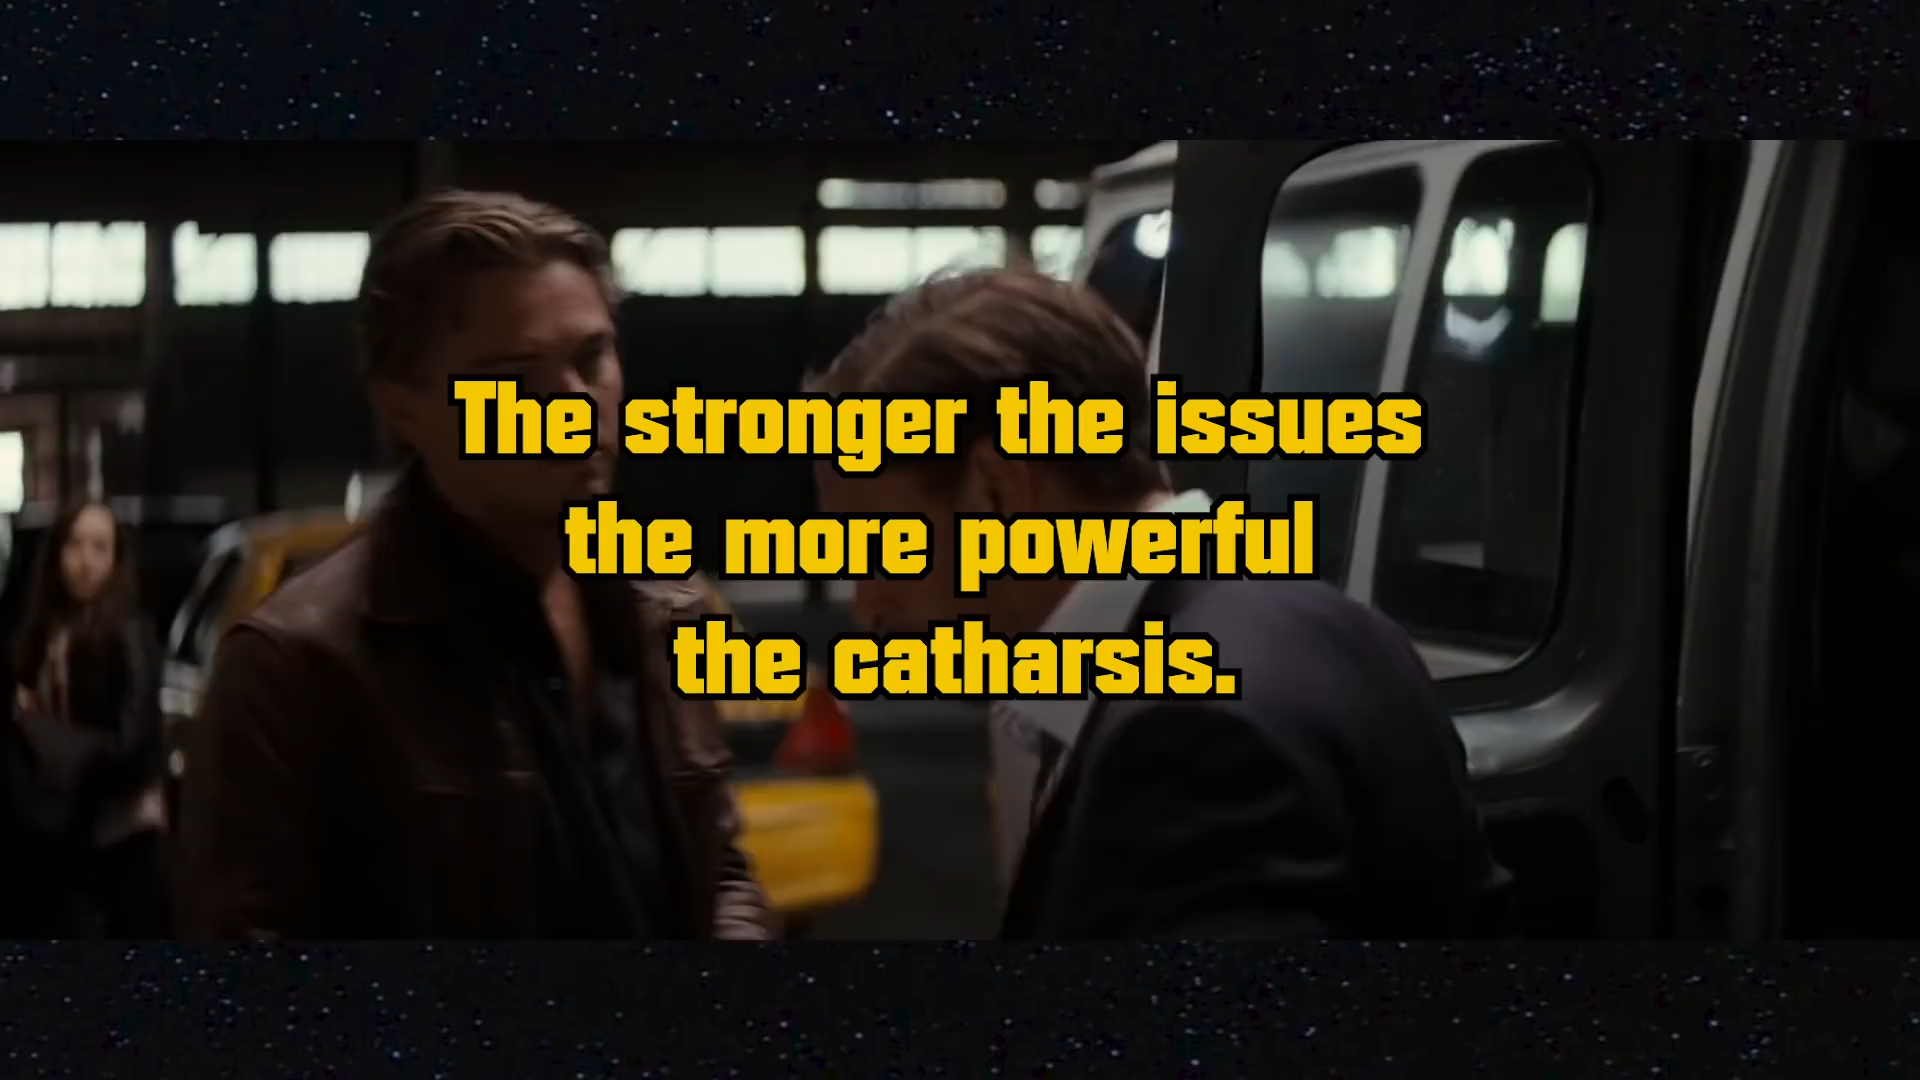 The stronger the issues
the more powerful
the catharsis.